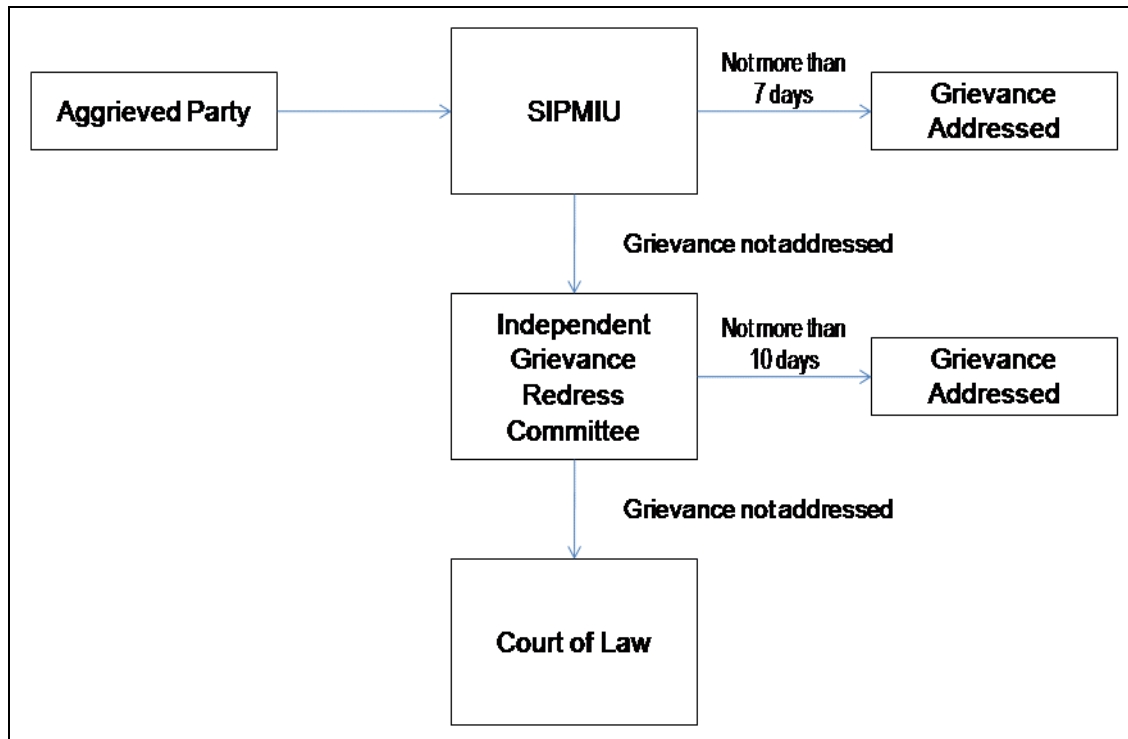 Aggrieved Party
SIPMIU
Not more than
7 days
Grievance
Addressed
Grievance not addressed
Independent
Grievance
Redress
Committee
Not more than
10 days
Grievance
Addressed
Grievance not addressed
Court of Law